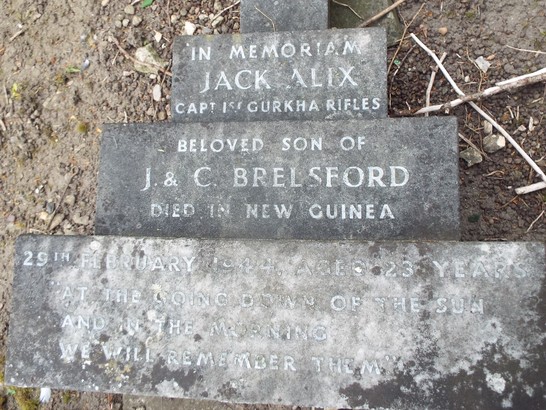 IN MEMORIAM
JACK ALIX
CAPT 1ST GURKHA RIFLES
BELOVED SON OF
J. & C. BRELSFORD
DIED IN NEW GUINEA
29TH FEBRUARY 1944, AGED 23 YEARS
"AT THE GOING DOWN OF THE SUN
AND IN THE MORNING
WE WILL REMEMBER THEM"